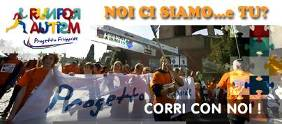 NOI CI SIAMO...e TU?
RUN FOR
AUTISM
Progetto Filippide
Progetto
CORRI CON NOI !